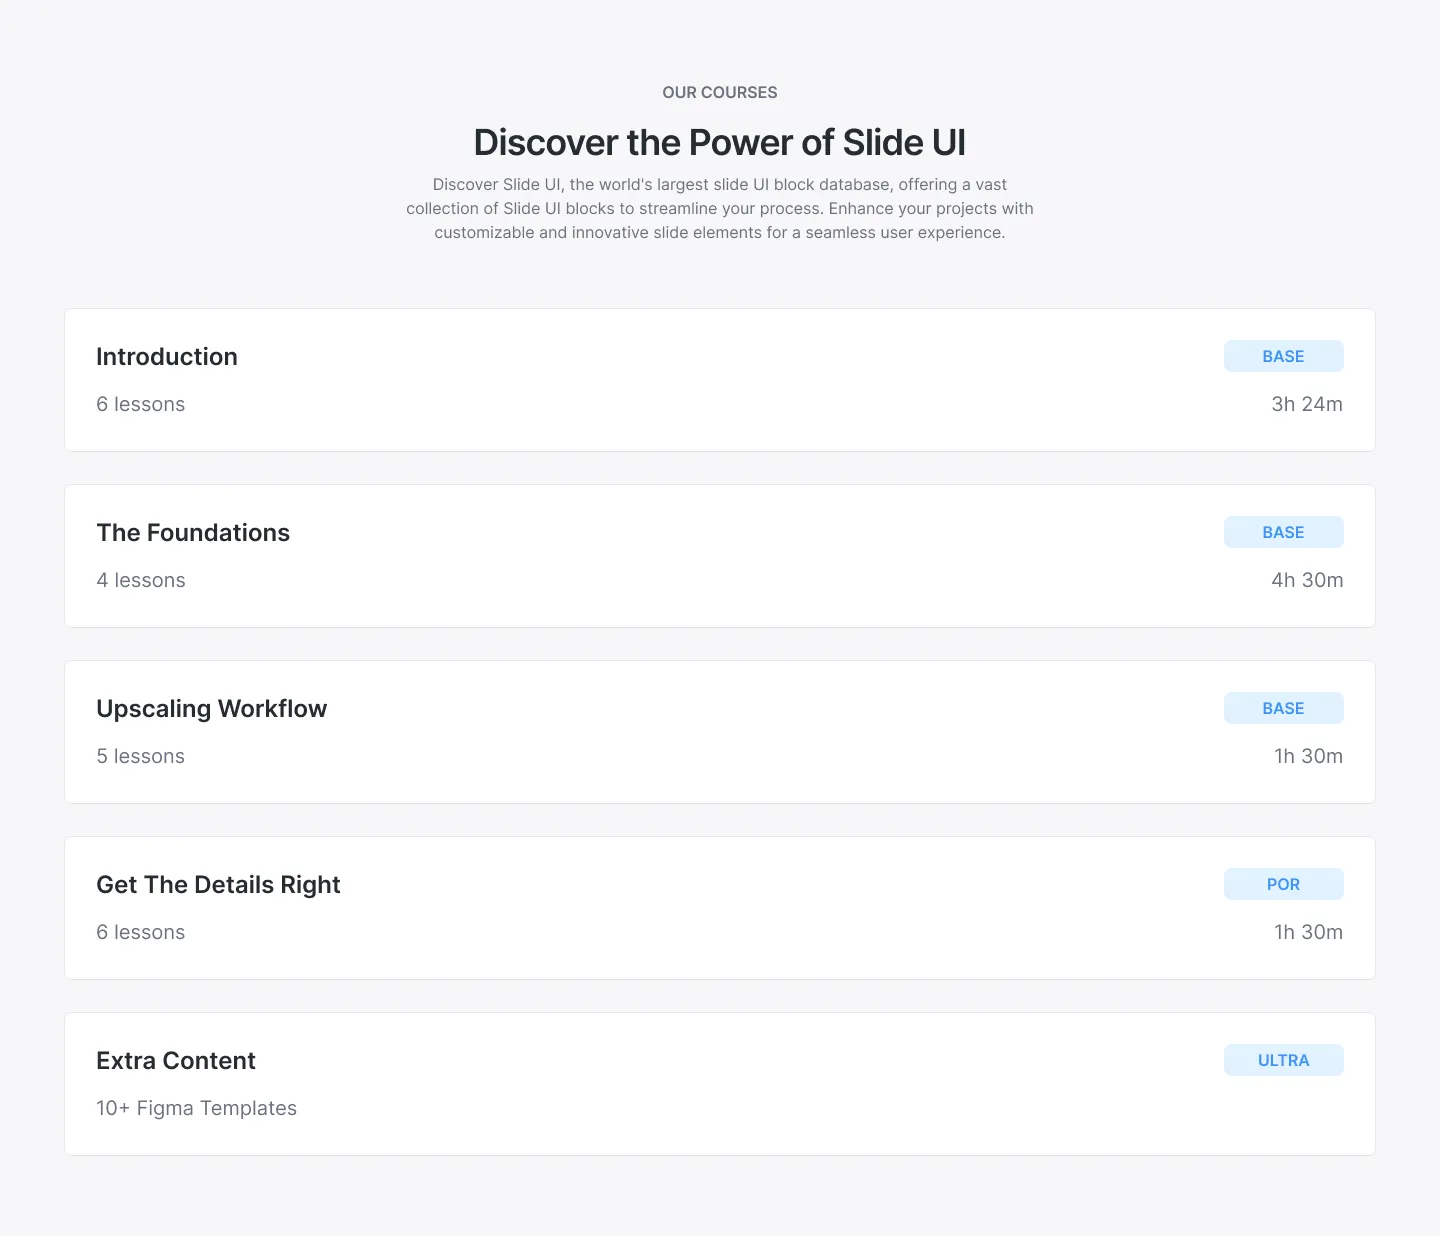 OUR COURSES
Discover the Power of Slide UI
Discover Slide UI, the world's largest slide UI block database, offering a vast
collection of Slide UI blocks to streamline your process. Enhance your projects with
customizable and innovative slide elements for a seamless user experience.
Introduction
BASE
6 lessons
3h 24m
The Foundations
BASE
4 lessons
4h 30m
Upscaling Workflow
BASE
5 lessons
1h 30m
Get The Details Right
POR
6 lessons
1h 30m
Extra Content
ULTRA
10+ Figma Templates